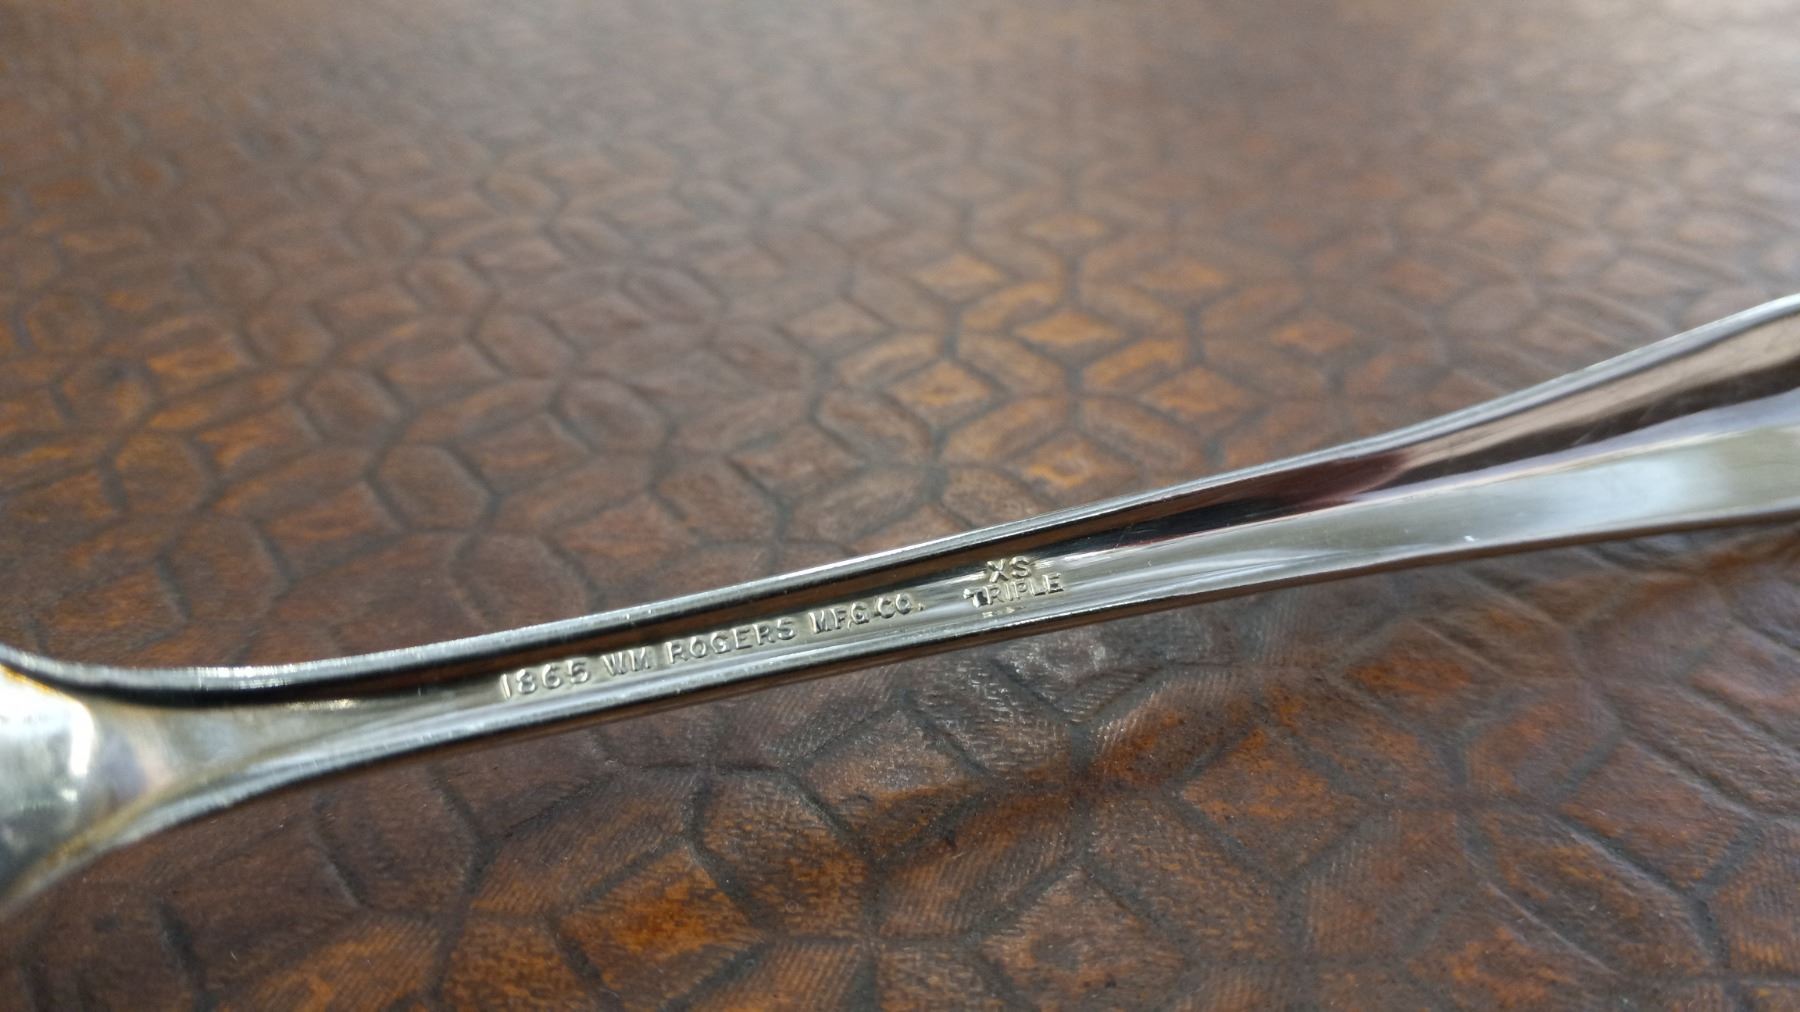 1865 WM ROGERS MFG.CO.
XS
TRIPLE